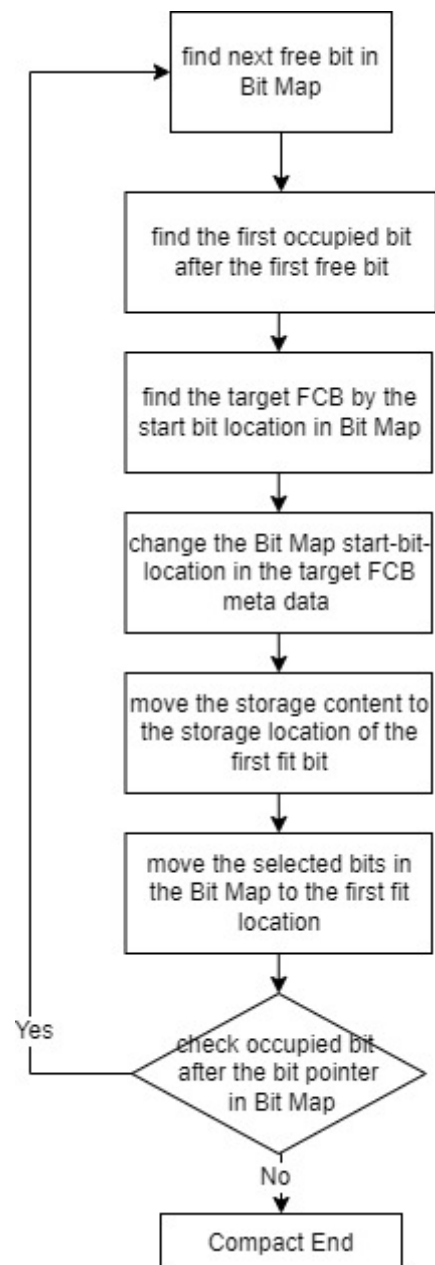 find next free bit in
Bit Map
find the first occupied bit
after the first free bit
find the target FCB by the
start bit location in Bit Map
change the Bit Map start-bit-
location in the target FCB
meta data
move the storage content to
the storage location of the
first fit bit
move the selected bits in
the Bit Map to the first fit
location
check occupied bit
after the bit pointer
in Bit Map
Yes
No
Compact End